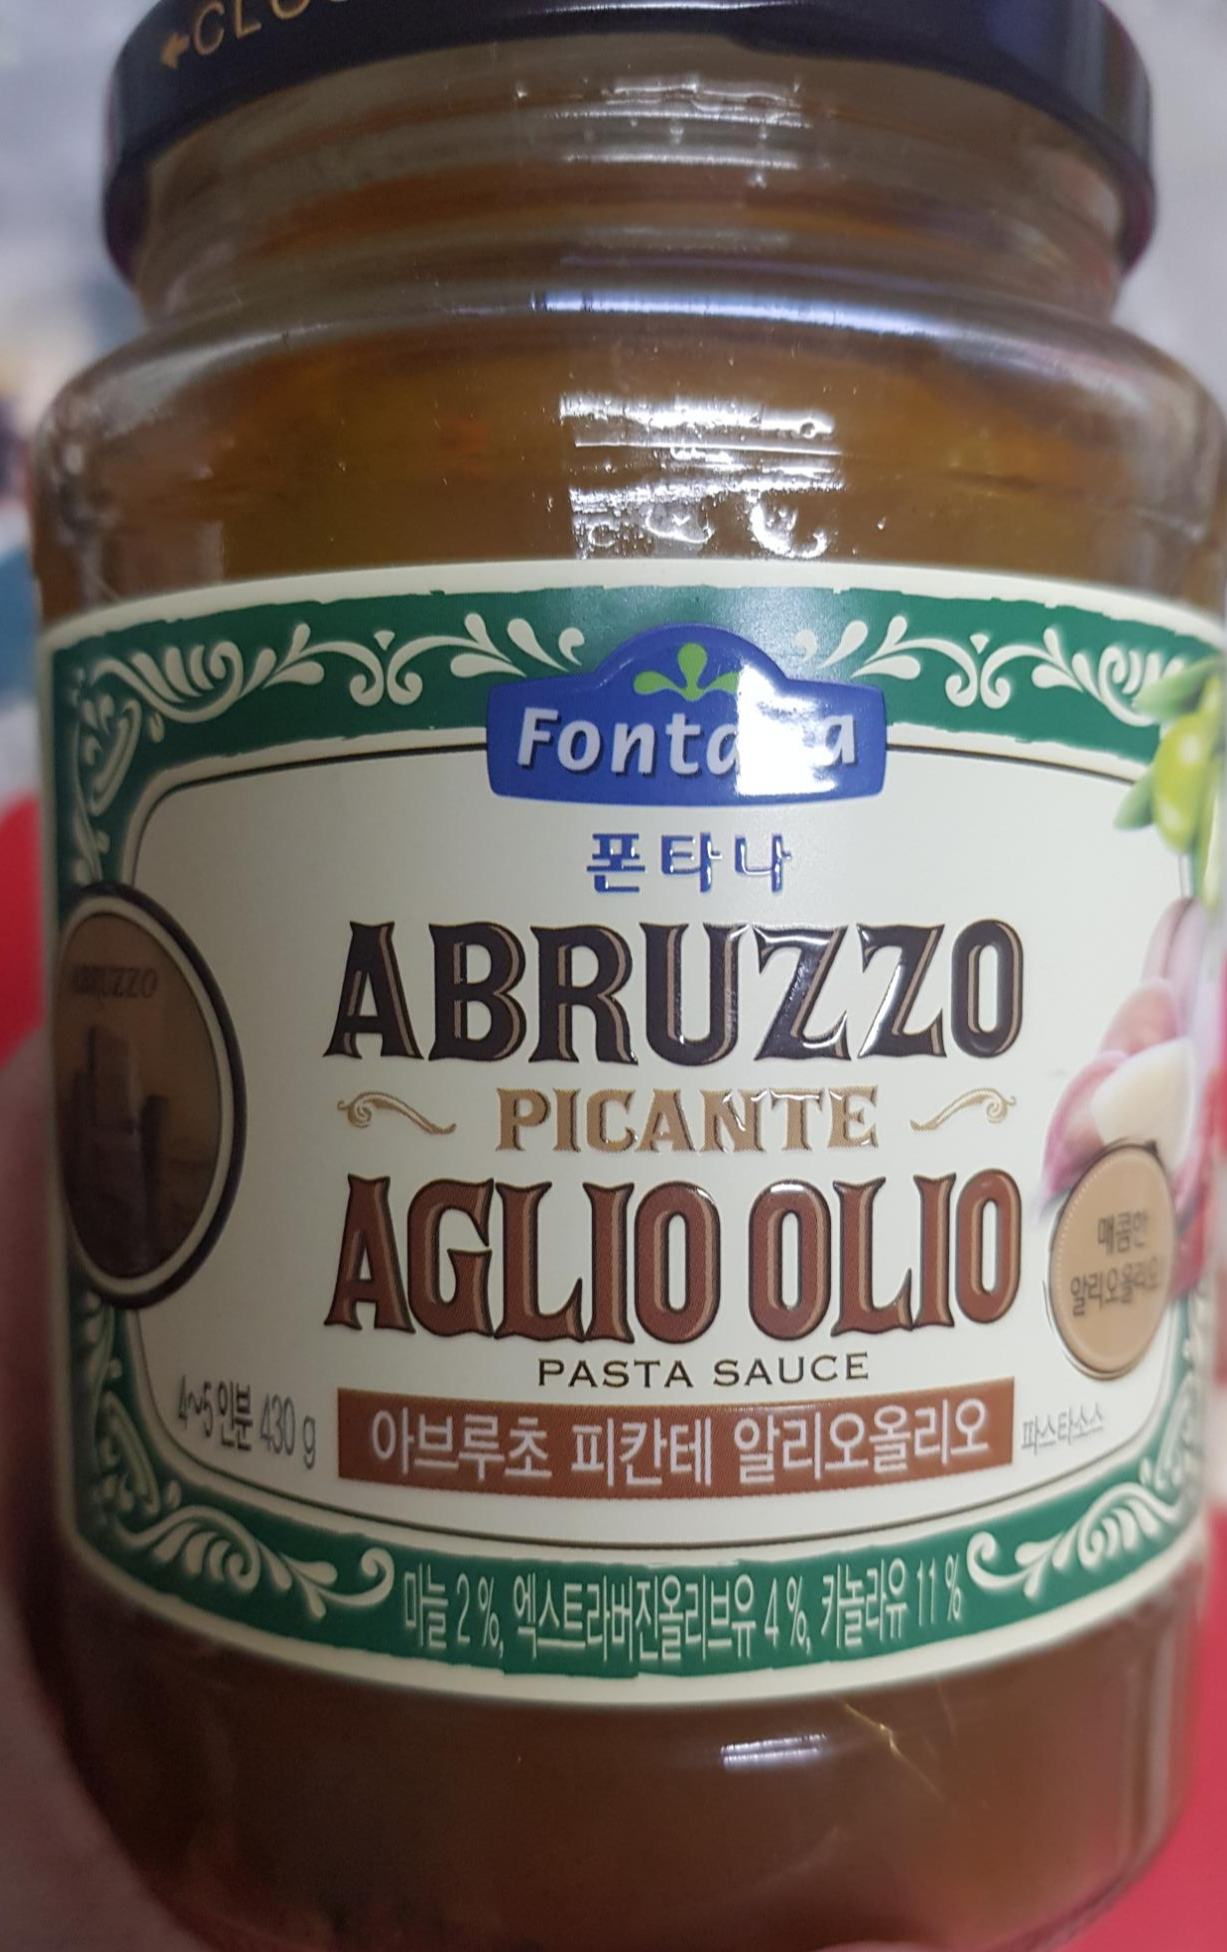 ←CLO
Fontana
폰타나
ABRUZZO
ABRUZZO
PICANTE
AGLIO OLIO
매콤한
알리오올리오!
PASTA SAUCE
4~5인분 430 g
아브루초 피칸테 알리오올리오
파스타소스
마늘 2 %, 엑스트라버진올리브유 4 %, 카놀라유 11 %